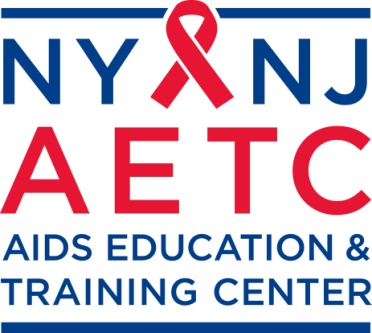 NY NJ
AETC
AIDS EDUCATION &
TRAINING CENTER